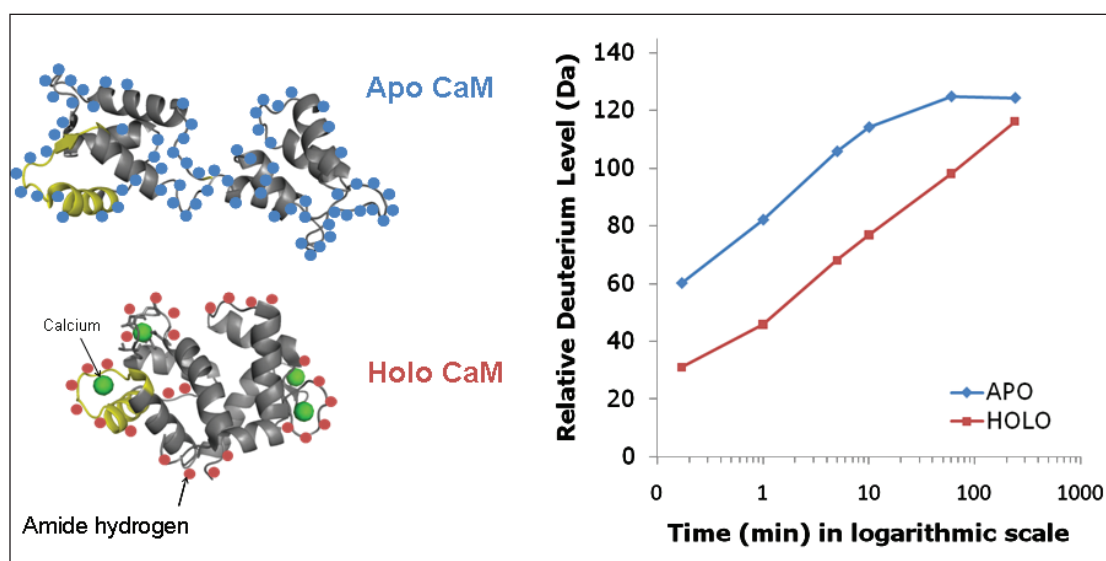 Apo CaM
Calcium
Holo CaM
Amide hydrogen
Relative Deuterium Level (Da)
140
120
100
80
60
40
20
0
APO
HOLO
0 1 10 100 1000
Time (min) in logarithmic scale